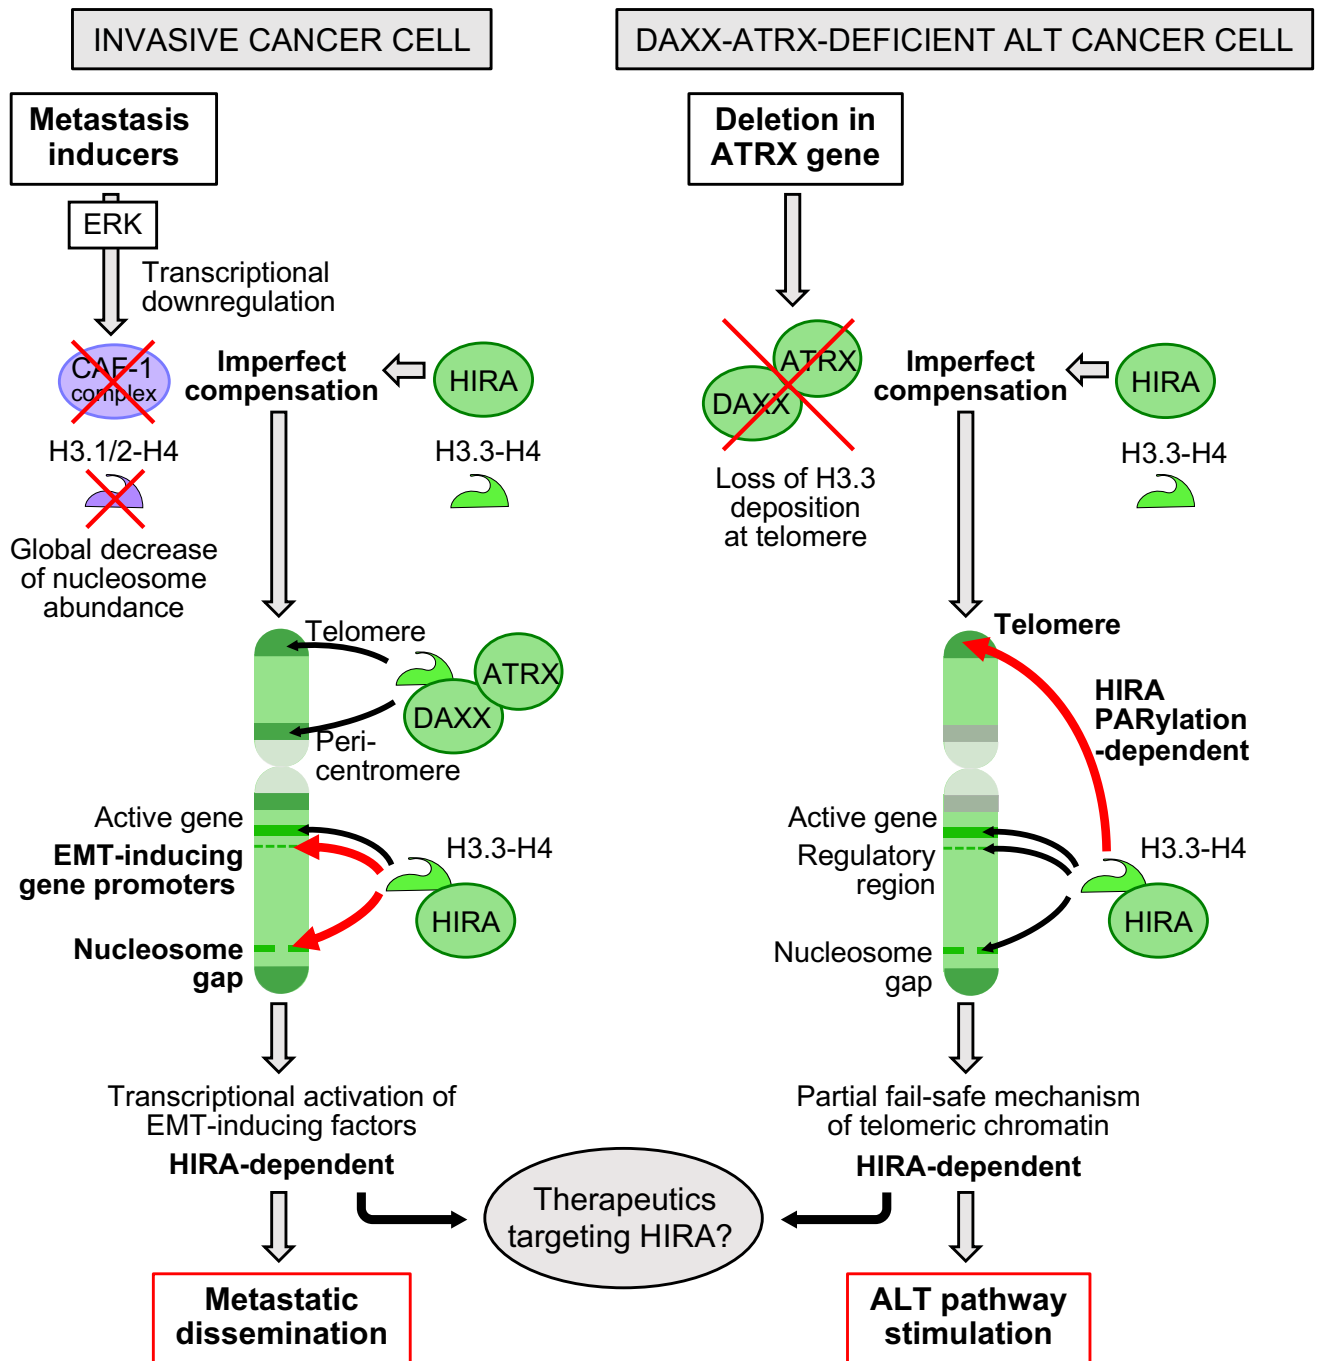 INVASIVE CANCER CELL
Metastasis
inducers
ERK
Transcriptional
downregulation
CAF-1
complex
Imperfect
compensation
HIRA
H3.1/2-H4
H3.3-H4
Global decrease
of nucleosome
abundance
Telomere
ATRX
DAXX
Peri-
centromere
Active gene
EMT-inducing
gene promoters
H3.3-H4
HIRA
Nucleosome
gap
Transcriptional activation of
EMT-inducing factors
HIRA-dependent
Metastatic
dissemination
Therapeutics
targeting HIRA?
DAXX-ATRX-DEFICIENT ALT CANCER CELL
Deletion in
ATRX gene
ATRX
DAXX
Imperfect
compensation
HIRA
H3.3-H4
Loss of H3.3
deposition
at telomere
Telomere
HIRA
PARylation
-dependent
Active gene
Regulatory
region
H3.3-H4
HIRA
Nucleosome
gap
Partial fail-safe mechanism
of telomeric chromatin
HIRA-dependent
ALT pathway
stimulation